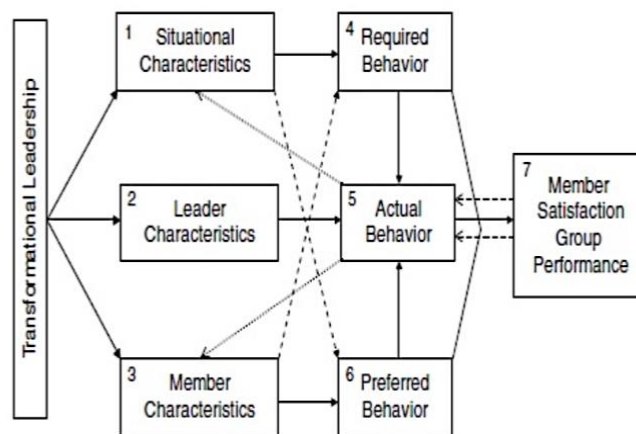 Transformational Leadership
1
Situational
Characteristics
4
Required
Behavior
2
Leader
Characteristics
5
Actual
Behavior
7
Member
Satisfaction
Group
Performance
3
Member
Characteristics
6
Preferred
Behavior